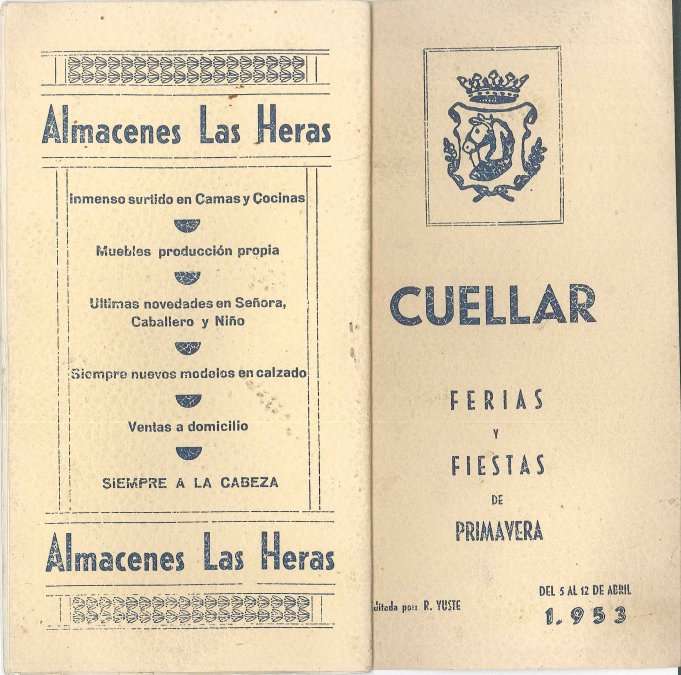 Almacenes Las Heras
Inmenso surtido en Camas y Cocinas
Muebles producción propia
Ultimas novedades en Señora,
Caballero y Niño
Siempre nuevos modelos en calzado
Ventas a domicilio
SIEMPRE A LA CABEZA
Almacenes Las Heras
CUELLAR
FERIAS
Y
FIESTAS
DE
PRIMAVERA
DEL 5 AL 12 DE ABRIL
1.953
ditada por: R. YUSTE